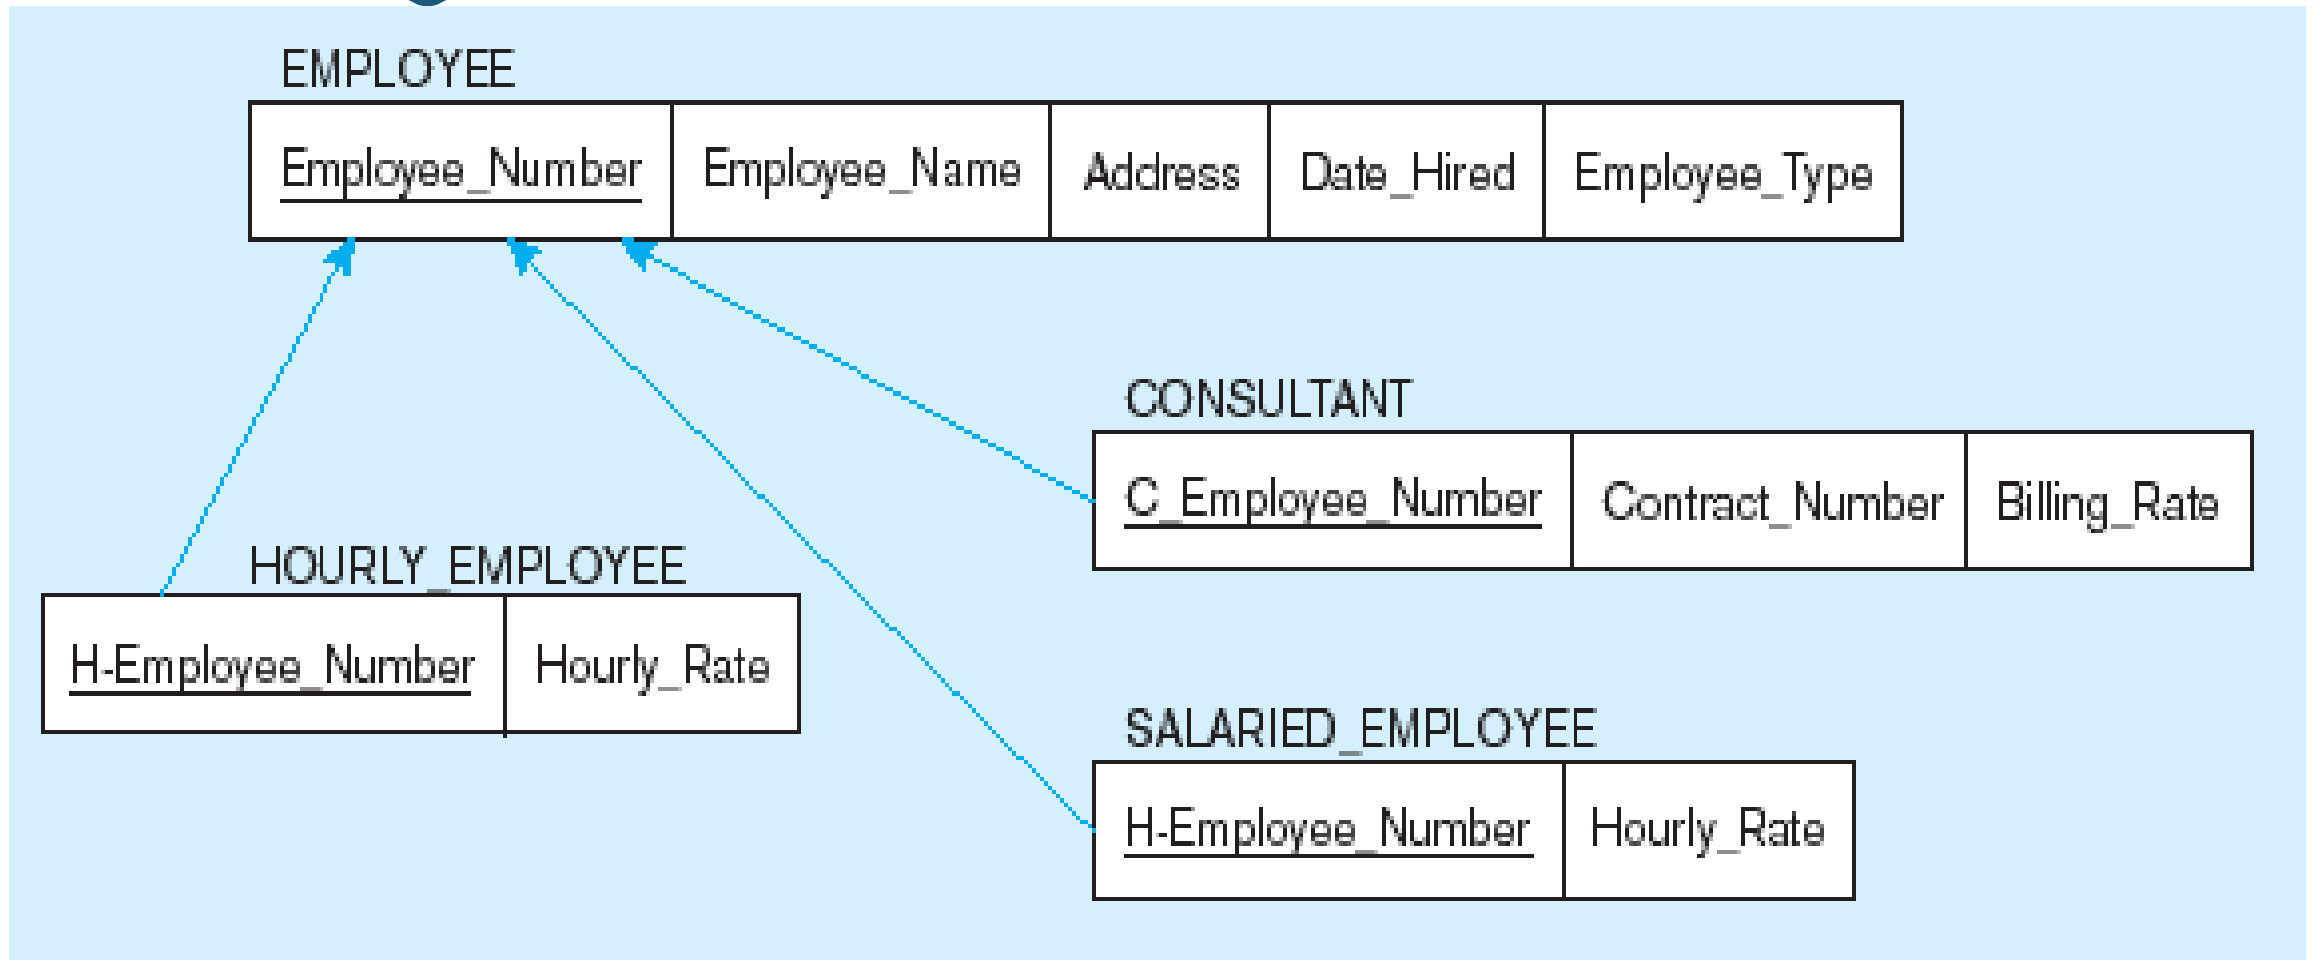 EMPLOYEE
Employee_Number Employee_Name Address Date_Hired Employee_Type
CONSULTANT
C_Employee_Number Contract_Number Billing_Rate
HOURLY_EMPLOYEE
H-Employee_Number Hourly_Rate
SALARIED_EMPLOYEE
H-Employee_Number Hourly_Rate